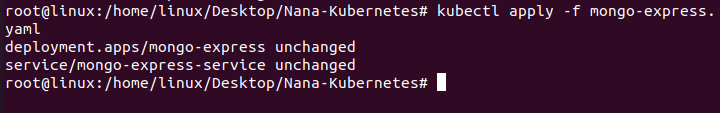 root@linux:/home/linux/Desktop/Nana-Kubernetes# kubectl apply -f mongo-express.
yaml
deployment.apps/mongo-express unchanged
service/mongo-express-service unchanged
root@linux:/home/linux/Desktop/Nana-Kubernetes#